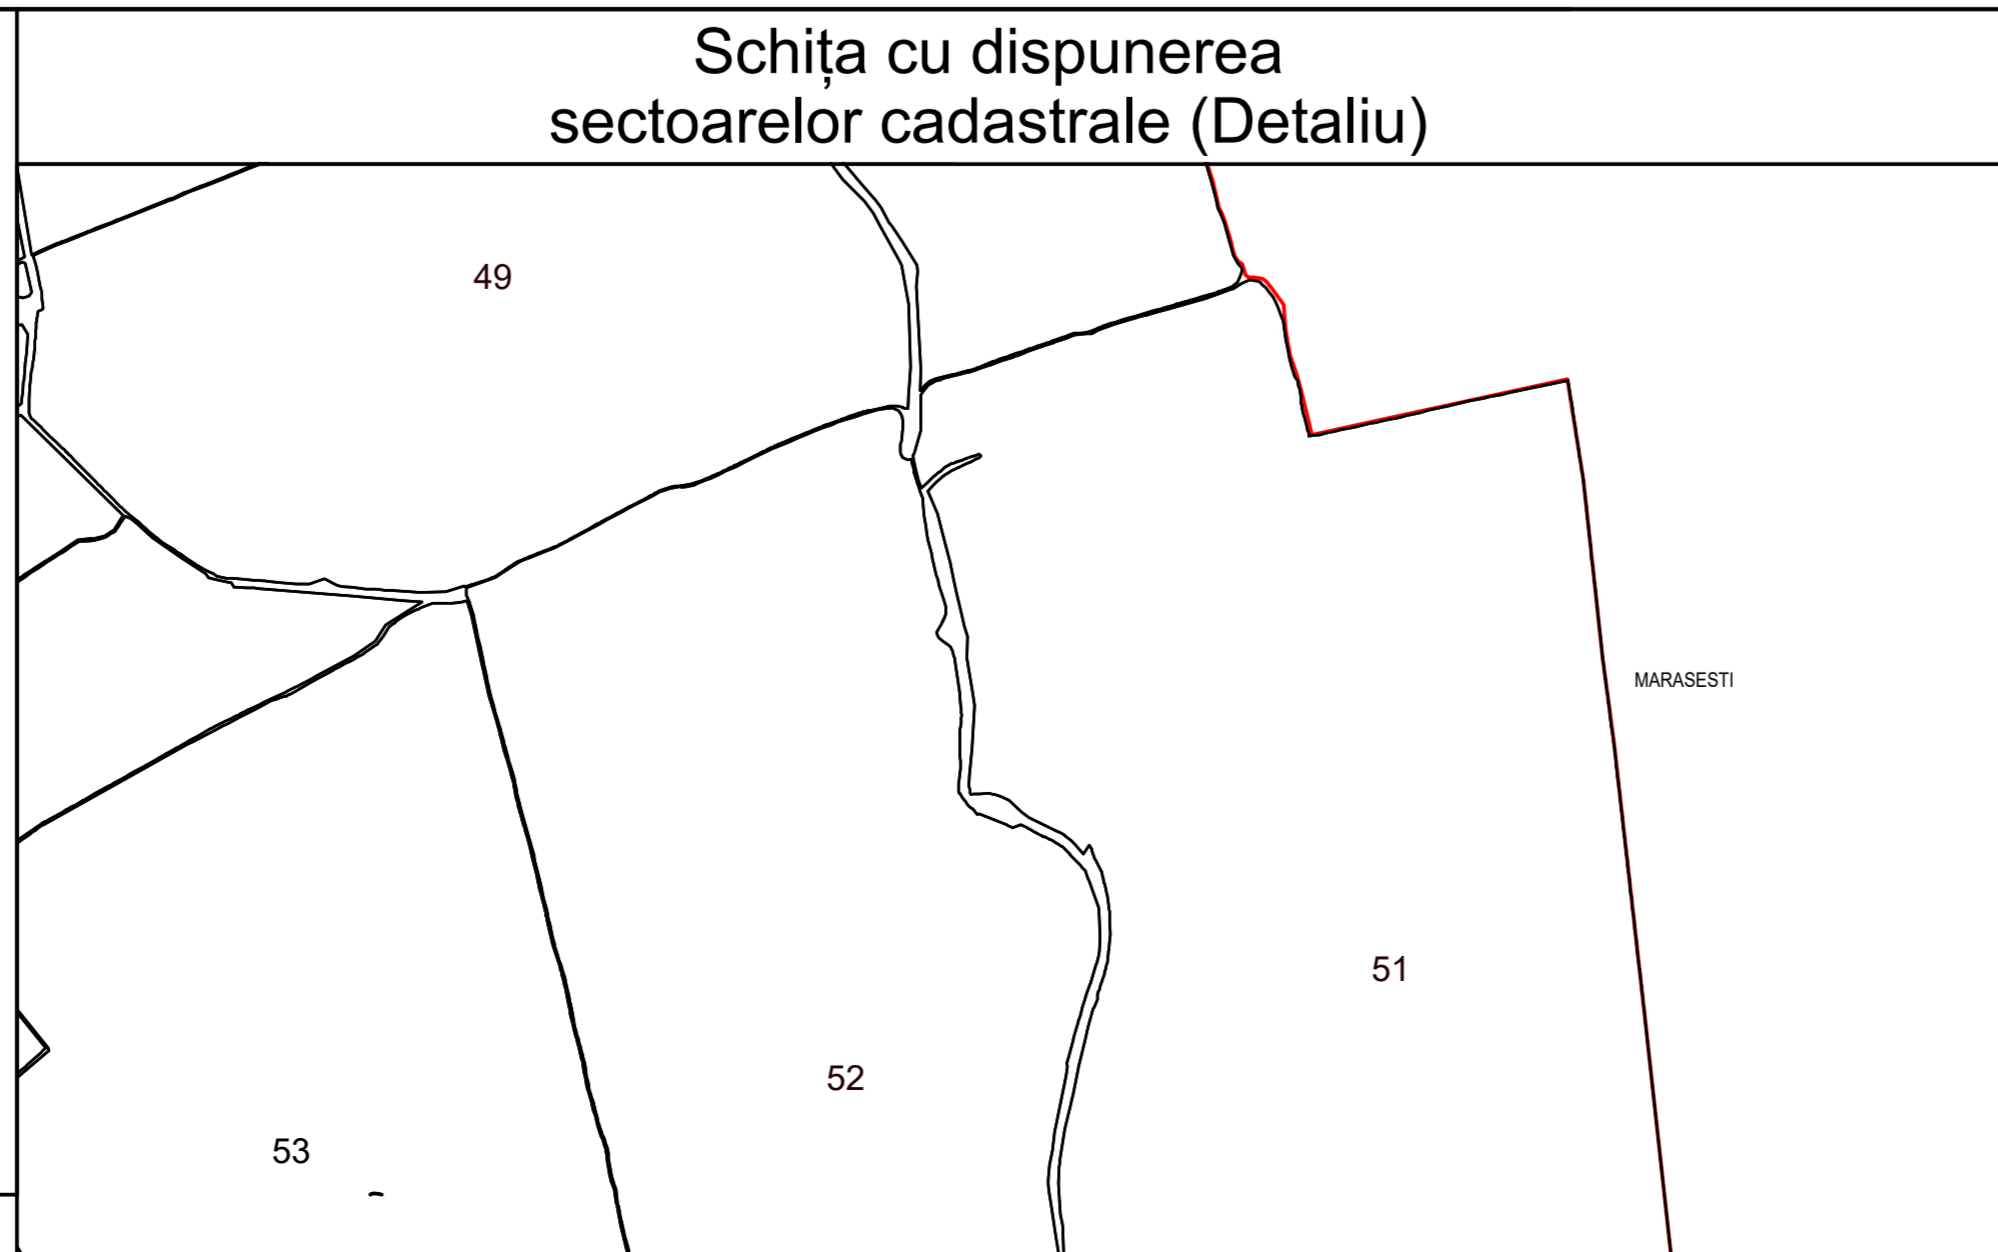 Schița cu dispunerea
sectoarelor cadastrale (Detaliu)
49
MARASESTI
51
52
53